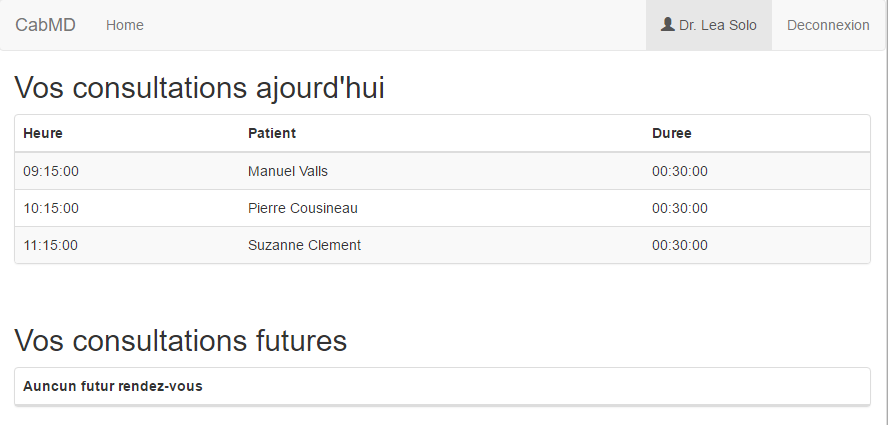 CabMD Home Dr. Lea Solo Deconnexion
Vos consultations ajourd'hui
Heure Patient Duree
09:15:00 Manuel Valls 00:30:00
10:15:00 Pierre Cousineau 00:30:00
11:15:00 Suzanne Clement 00:30:00
Vos consultations futures
Auncun futur rendez-vous